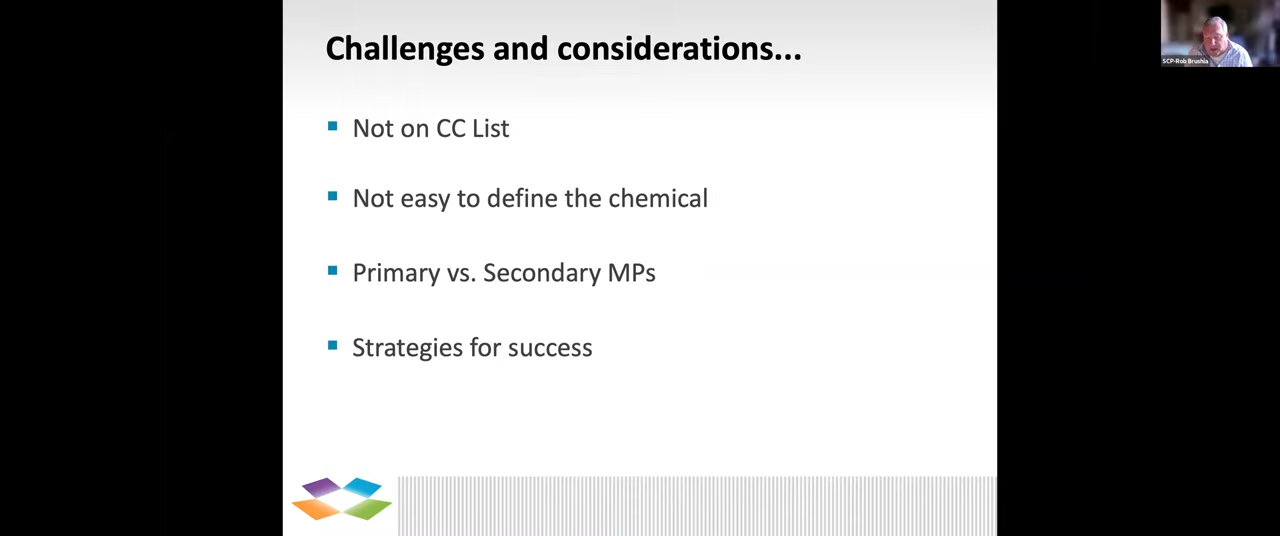 Challenges and considerations...
SCP-Rob Brushia
Not on CC List
Not easy to define the chemical
Primary vs. Secondary MPs
Strategies for success